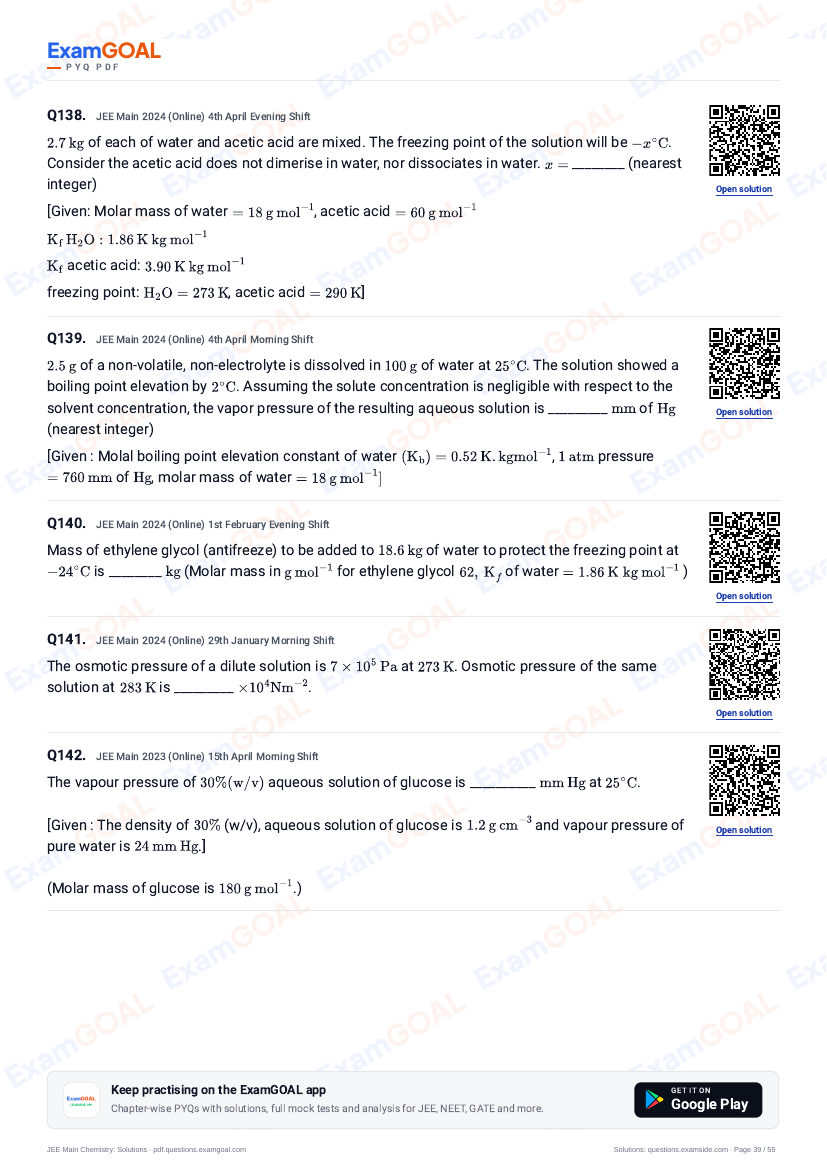 ExamGOAL
PYQ PDF
Q138. JEE Main 2024 (Online) 4th April Evening Shift
2.7 kg of each of water and acetic acid are mixed. The freezing point of the solution will be −x°C.
Consider the acetic acid does not dimerise in water, nor dissociates in water. x = _______ (nearest
integer)
[Given: Molar mass of water = 18 g mol⁻¹, acetic acid = 60 g mol⁻¹
K_f H₂O : 1.86 K kg mol⁻¹
K_f acetic acid: 3.90 K kg mol⁻¹
freezing point: H₂O = 273 K, acetic acid = 290 K]
Open solution
Q139. JEE Main 2024 (Online) 4th April Morning Shift
2.5 g of a non-volatile, non-electrolyte is dissolved in 100 g of water at 25°C. The solution showed a
boiling point elevation by 2°C. Assuming the solute concentration is negligible with respect to the
solvent concentration, the vapor pressure of the resulting aqueous solution is ________ mm of Hg
(nearest integer)
[Given : Molal boiling point elevation constant of water (K_b) = 0.52 K. kgmol⁻¹, 1 atm pressure
= 760 mm of Hg, molar mass of water = 18 g mol⁻¹]
Open solution
Q140. JEE Main 2024 (Online) 1st February Evening Shift
Mass of ethylene glycol (antifreeze) to be added to 18.6 kg of water to protect the freezing point at
−24°C is _______ kg (Molar mass in g mol⁻¹ for ethylene glycol 62, K_f of water = 1.86 K kg mol⁻¹ )
Open solution
Q141. JEE Main 2024 (Online) 29th January Morning Shift
The osmotic pressure of a dilute solution is 7 × 10⁵ Pa at 273 K. Osmotic pressure of the same
solution at 283 K is ________ ×10⁴Nm⁻².
Open solution
Q142. JEE Main 2023 (Online) 15th April Morning Shift
The vapour pressure of 30%(w/v) aqueous solution of glucose is _________ mm Hg at 25°C.
[Given : The density of 30% (w/v), aqueous solution of glucose is 1.2 g cm⁻³ and vapour pressure of
pure water is 24 mm Hg.]
(Molar mass of glucose is 180 g mol⁻¹.)
Open solution
Keep practising on the ExamGOAL app
Chapter-wise PYQs with solutions, full mock tests and analysis for JEE, NEET, GATE and more.
GET IT ON
Google Play
JEE Main Chemistry: Solutions · pdf.questions.examgoal.com
Solutions: questions.examside.com · Page 39 / 55